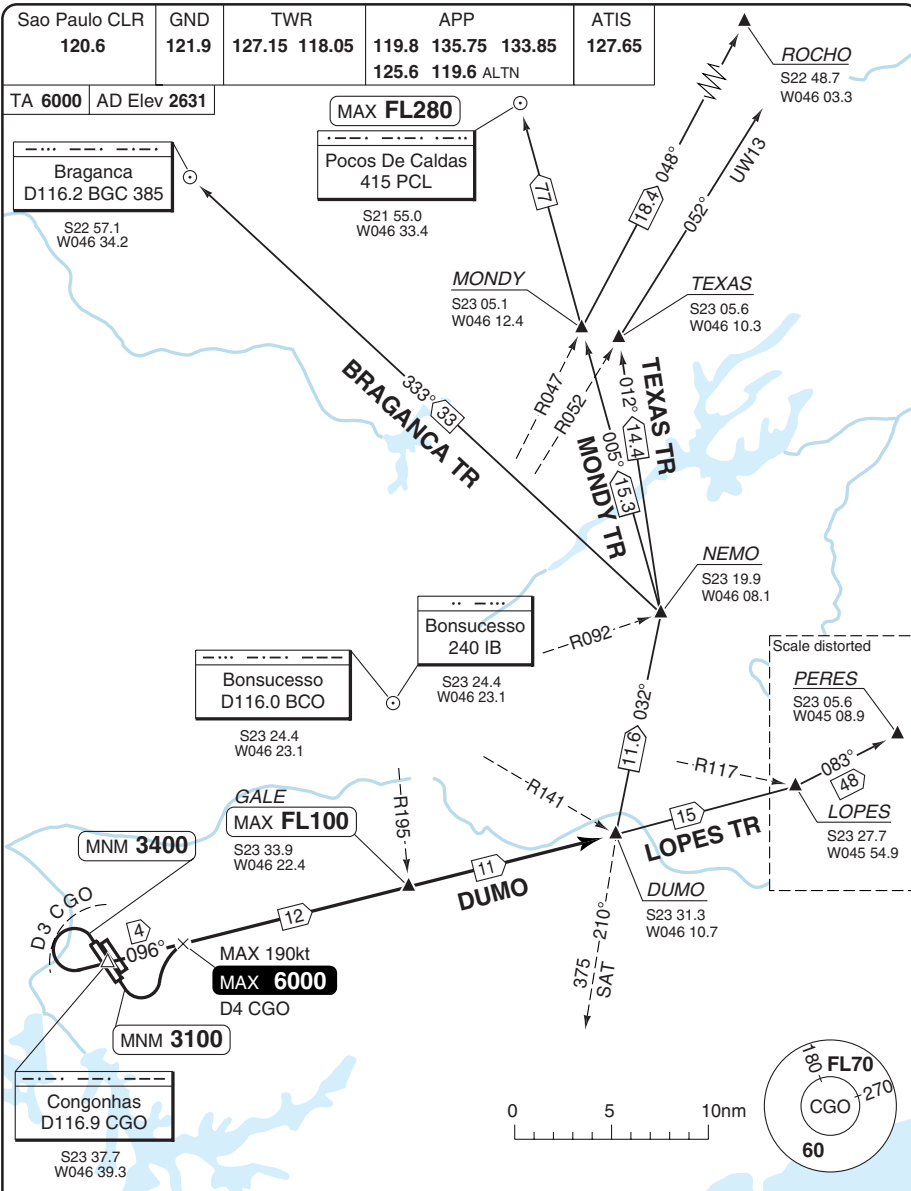 Sao Paulo CLR
120.6
GND
121.9
TWR
127.15 118.05
APP
119.8 135.75 133.85
125.6 119.6 ALTN
ATIS
127.65
TA 6000
AD Elev 2631
ROCHO
S22 48.7
W046 03.3
MAX FL280
Pocos De Caldas
415 PCL
S21 55.0
W046 33.4
Braganca
D116.2 BGC 385
S22 57.1
W046 34.2
77
18.4
048°
052°
UW13
MONDY
S23 05.1
W046 12.4
TEXAS
S23 05.6
W046 10.3
R047
R052
333°
33
BRAGANCA TR
005°
15.3
MONDY TR
012°
14.4
TEXAS TR
NEMO
S23 19.9
W046 08.1
R092
Bonsucesso
240 IB
S23 24.4
W046 23.1
Bonsucesso
D116.0 BCO
S23 24.4
W046 23.1
Scale distorted
PERES
S23 05.6
W045 08.9
083°
48
LOPES
S23 27.7
W045 54.9
R117
15
LOPES TR
11.6
032°
R141
R195
GALE
MAX FL100
S23 33.9
W046 22.4
11
DUMO
DUMO
S23 31.3
W046 10.7
210°
375
SAT
MNM 3400
D3 CGO
4
096°
12
MAX 190kt
MAX 6000
D4 CGO
MNM 3100
Congonhas
D116.9 CGO
S23 37.7
W046 39.3
0 5 10nm
180
FL70
270
CGO
60